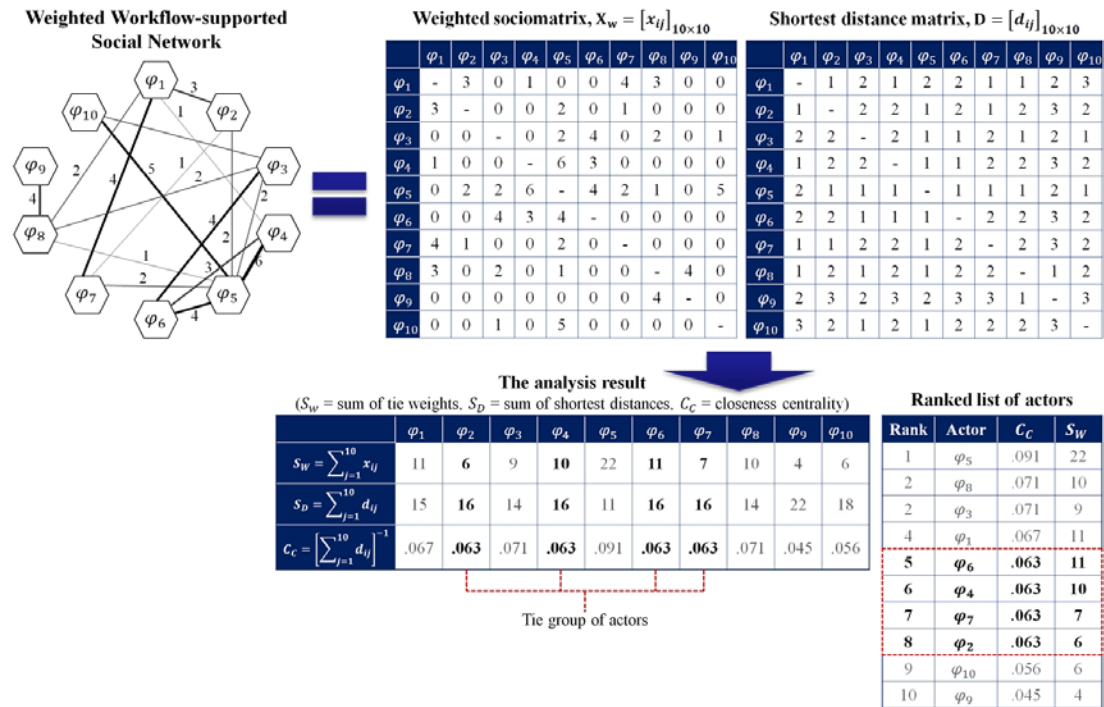 Weighted Workflow-supported
Social Network
φ₁
φ₁₀
φ₂
φ₉
φ₃
φ₈
φ₄
φ₇
φ₅
φ₆
3
1
5
1
2
4
2
4
4
2
2
1
2
3
6
4
Weighted sociomatrix, X_w = [x_ij]_10×10
φ₁ φ₂ φ₃ φ₄ φ₅ φ₆ φ₇ φ₈ φ₉ φ₁₀
φ₁ - 3 0 1 0 0 4 3 0 0
φ₂ 3 - 0 0 2 0 1 0 0 0
φ₃ 0 0 - 0 2 4 0 2 0 1
φ₄ 1 0 0 - 6 3 0 0 0 0
φ₅ 0 2 2 6 - 4 2 1 0 5
φ₆ 0 0 4 3 4 - 0 0 0 0
φ₇ 4 1 0 0 2 0 - 0 0 0
φ₈ 3 0 2 0 1 0 0 - 4 0
φ₉ 0 0 0 0 0 0 0 4 - 0
φ₁₀ 0 0 1 0 5 0 0 0 0 -
Shortest distance matrix, D = [d_ij]_10×10
φ₁ φ₂ φ₃ φ₄ φ₅ φ₆ φ₇ φ₈ φ₉ φ₁₀
φ₁ - 1 2 1 2 2 1 1 2 3
φ₂ 1 - 2 2 1 2 1 2 3 2
φ₃ 2 2 - 2 1 1 2 1 2 1
φ₄ 1 2 2 - 1 1 2 2 3 2
φ₅ 2 1 1 1 - 1 1 1 2 1
φ₆ 2 2 1 1 1 - 2 2 3 2
φ₇ 1 1 2 2 1 2 - 2 3 2
φ₈ 1 2 1 2 1 2 2 - 1 2
φ₉ 2 3 2 3 2 3 3 1 - 3
φ₁₀ 3 2 1 2 1 2 2 2 3 -
The analysis result
(S_W = sum of tie weights, S_D = sum of shortest distances, C_C = closeness centrality)
φ₁ φ₂ φ₃ φ₄ φ₅ φ₆ φ₇ φ₈ φ₉ φ₁₀
S_W = ∑_{j=1}^{10} x_ij 11 6 9 10 22 11 7 10 4 6
S_D = ∑_{j=1}^{10} d_ij 15 16 14 16 11 16 16 14 22 18
C_C = [∑_{j=1}^{10} d_ij]^{-1} .067 .063 .071 .063 .091 .063 .063 .071 .045 .056
Tie group of actors
Ranked list of actors
Rank Actor C_C S_W
1 φ₅ .091 22
2 φ₈ .071 10
2 φ₃ .071 9
4 φ₁ .067 11
5 φ₆ .063 11
6 φ₄ .063 10
7 φ₇ .063 7
8 φ₂ .063 6
9 φ₁₀ .056 6
10 φ₉ .045 4